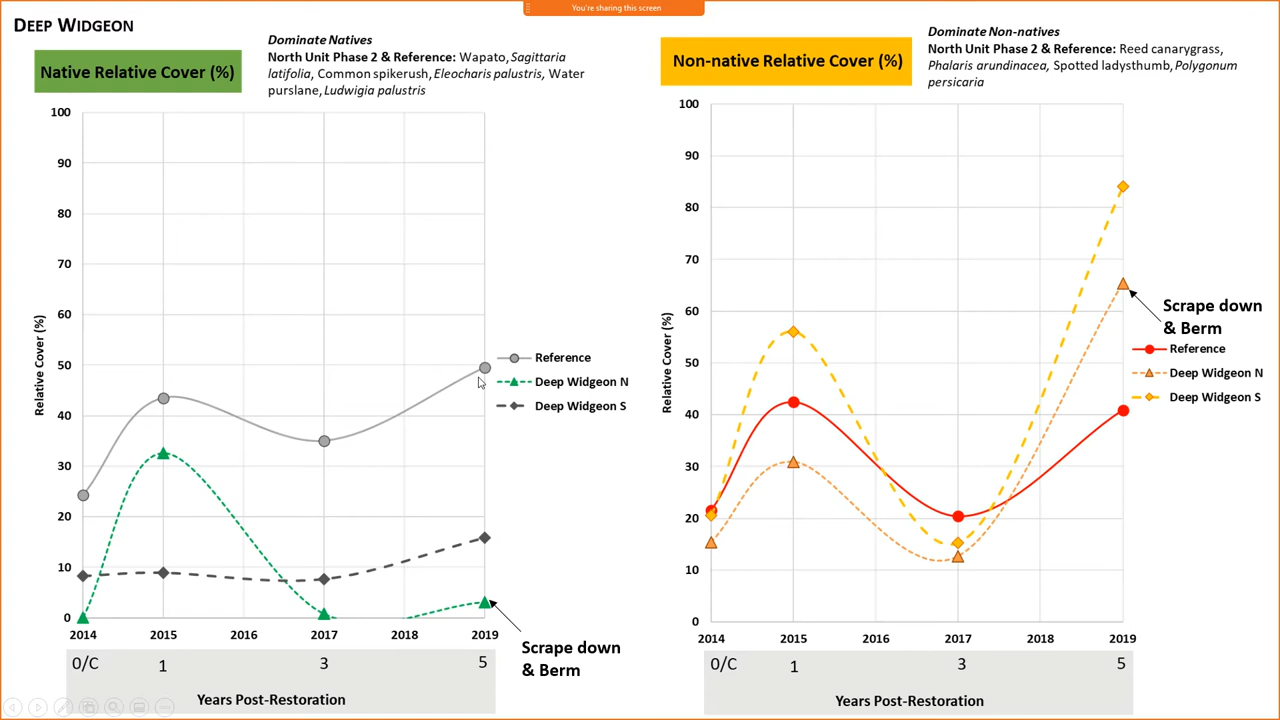 You're sharing this screen
DEEP WIDGEON
Native Relative Cover (%)
Dominate Natives
North Unit Phase 2 & Reference: Wapato, Sagittaria
latifolia, Common spikerush, Eleocharis palustris, Water
purslane, Ludwigia palustris
Relative Cover (%)
100
90
80
70
60
50
40
30
20
10
0
2014 2015 2016 2017 2018 2019
Reference
Deep Widgeon N
Deep Widgeon S
Scrape down
& Berm
0/C 1 3 5
Years Post-Restoration
Non-native Relative Cover (%)
Dominate Non-natives
North Unit Phase 2 & Reference: Reed canarygrass,
Phalaris arundinacea, Spotted ladysthumb, Polygonum
persicaria
Relative Cover (%)
100
90
80
70
60
50
40
30
20
10
0
2014 2015 2016 2017 2018 2019
Scrape down
& Berm
Reference
Deep Widgeon N
Deep Widgeon S
0/C 1 3 5
Years Post-Restoration